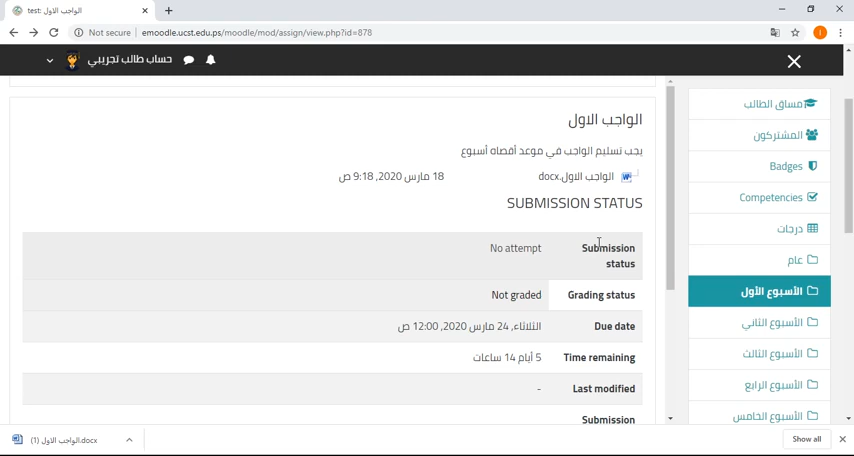 test: الواجب الاول
Not secure | emoodle.ucst.edu.ps/moodle/mod/assign/view.php?id=878
حساب طالب تجريبي
مساق الطالب
المشتركون
Badges
Competencies
درجات
عام
الأسبوع الأول
الأسبوع الثاني
الأسبوع الثالث
الأسبوع الرابع
الأسبوع الخامس
الواجب الاول
يجب تسليم الواجب في موعد أقصاه أسبوع
الواجب الاول.docx 18 مارس 2020, 9:18 ص
SUBMISSION STATUS
Submission status No attempt
Grading status Not graded
Due date الثلاثاء، 24 مارس 2020, 12:00 ص
Time remaining 5 أيام 14 ساعات
Last modified -
Submission
الواجب الاول (1).docx
Show all